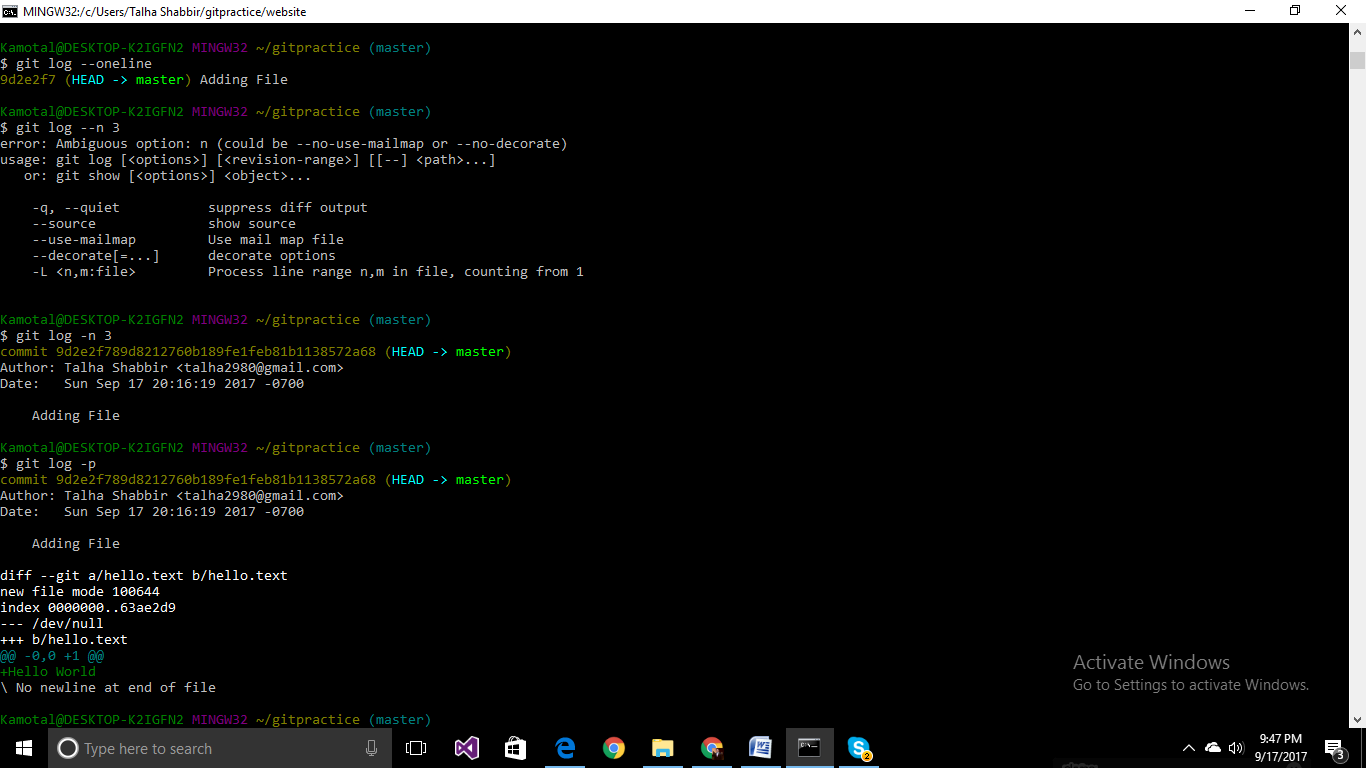 MINGW32:/c/Users/Talha Shabbir/gitpractice/website
Kamotal@DESKTOP-K2IGFN2 MINGW32 ~/gitpractice (master)
$ git log --oneline
9d2e2f7 (HEAD -> master) Adding File
Kamotal@DESKTOP-K2IGFN2 MINGW32 ~/gitpractice (master)
$ git log --n 3
error: Ambiguous option: n (could be --no-use-mailmap or --no-decorate)
usage: git log [<options>] [<revision-range>] [[--] <path>...]
   or: git show [<options>] <object>...
    -q, --quiet           suppress diff output
    --source              show source
    --use-mailmap         Use mail map file
    --decorate[=...]      decorate options
    -L <n,m:file>         Process line range n,m in file, counting from 1
Kamotal@DESKTOP-K2IGFN2 MINGW32 ~/gitpractice (master)
$ git log -n 3
commit 9d2e2f789d8212760b189fe1feb81b1138572a68 (HEAD -> master)
Author: Talha Shabbir <talha2980@gmail.com>
Date:   Sun Sep 17 20:16:19 2017 -0700
    Adding File
Kamotal@DESKTOP-K2IGFN2 MINGW32 ~/gitpractice (master)
$ git log -p
commit 9d2e2f789d8212760b189fe1feb81b1138572a68 (HEAD -> master)
Author: Talha Shabbir <talha2980@gmail.com>
Date:   Sun Sep 17 20:16:19 2017 -0700
    Adding File
diff --git a/hello.text b/hello.text
new file mode 100644
index 0000000..63ae2d9
--- /dev/null
+++ b/hello.text
@@ -0,0 +1 @@
+Hello World
\ No newline at end of file
Kamotal@DESKTOP-K2IGFN2 MINGW32 ~/gitpractice (master)
Activate Windows
Go to Settings to activate Windows.
Type here to search
2
9:47 PM
9/17/2017
3